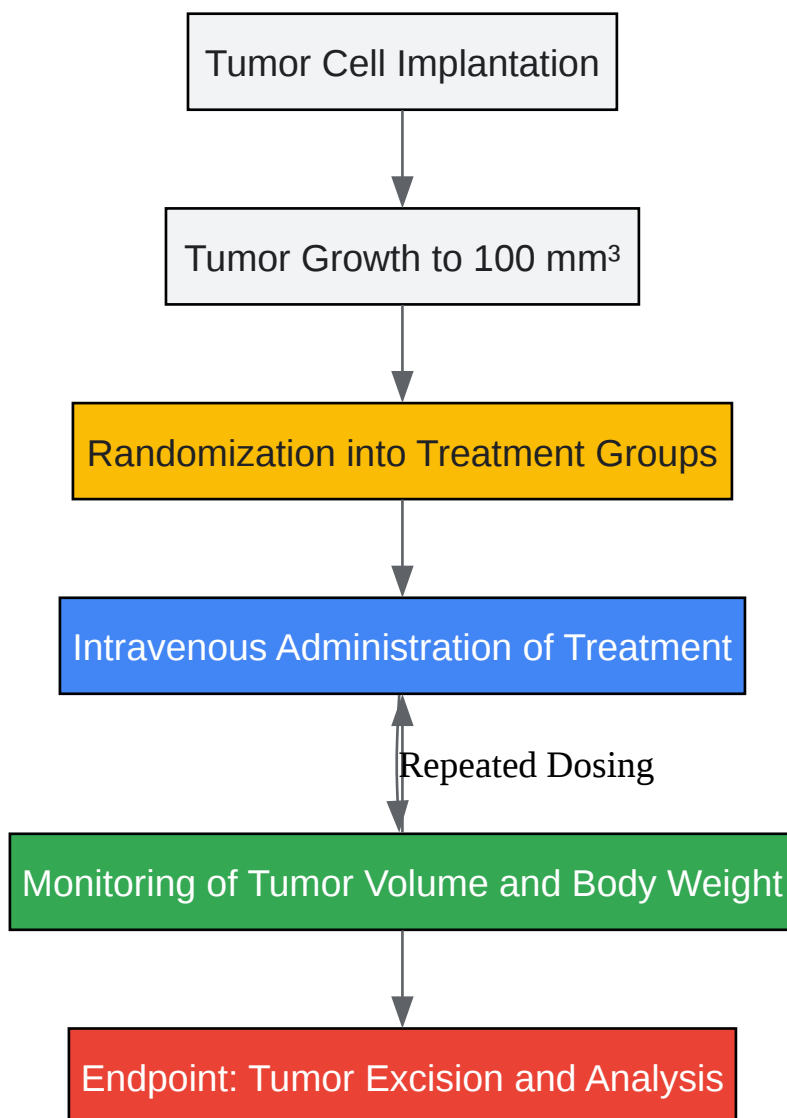 Tumor Cell Implantation
Tumor Growth to 100 mm³
Randomization into Treatment Groups
Intravenous Administration of Treatment
Repeated Dosing
Monitoring of Tumor Volume and Body Weight
Endpoint: Tumor Excision and Analysis